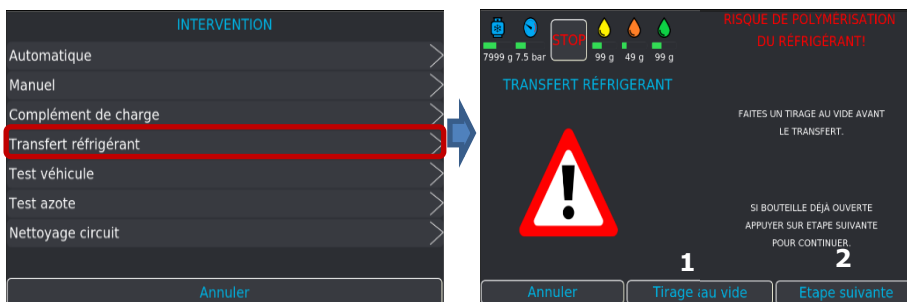 INTERVENTION
Automatique
Manuel
Complément de charge
Transfert réfrigérant
Test véhicule
Test azote
Nettoyage circuit
Annuler
STOP
7999 g 7.5 bar 99 g 49 g 99 g
RISQUE DE POLYMÉRISATION
DU RÉFRIGÉRANT!
TRANSFERT RÉFRIGERANT
FAITES UN TIRAGE AU VIDE AVANT
LE TRANSFERT.
SI BOUTEILLE DÉJÀ OUVERTE
APPUYER SUR ETAPE SUIVANTE
POUR CONTINUER.
1
2
Annuler
Tirage au vide
Etape suivante